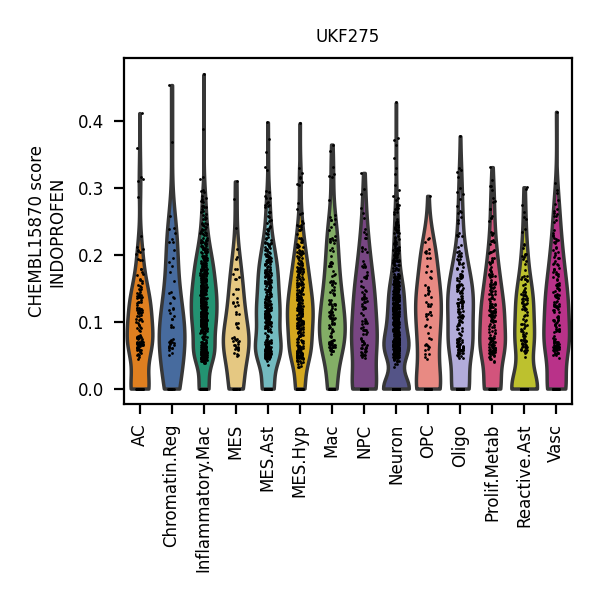 UKF275
CHEMBL15870 score
INDOPROFEN
0.4
0.3
0.2
0.1
0.0
AC
Chromatin.Reg
Inflammatory.Mac
MES
MES.Ast
MES.Hyp
Mac
NPC
Neuron
OPC
Oligo
Prolif.Metab
Reactive.Ast
Vasc